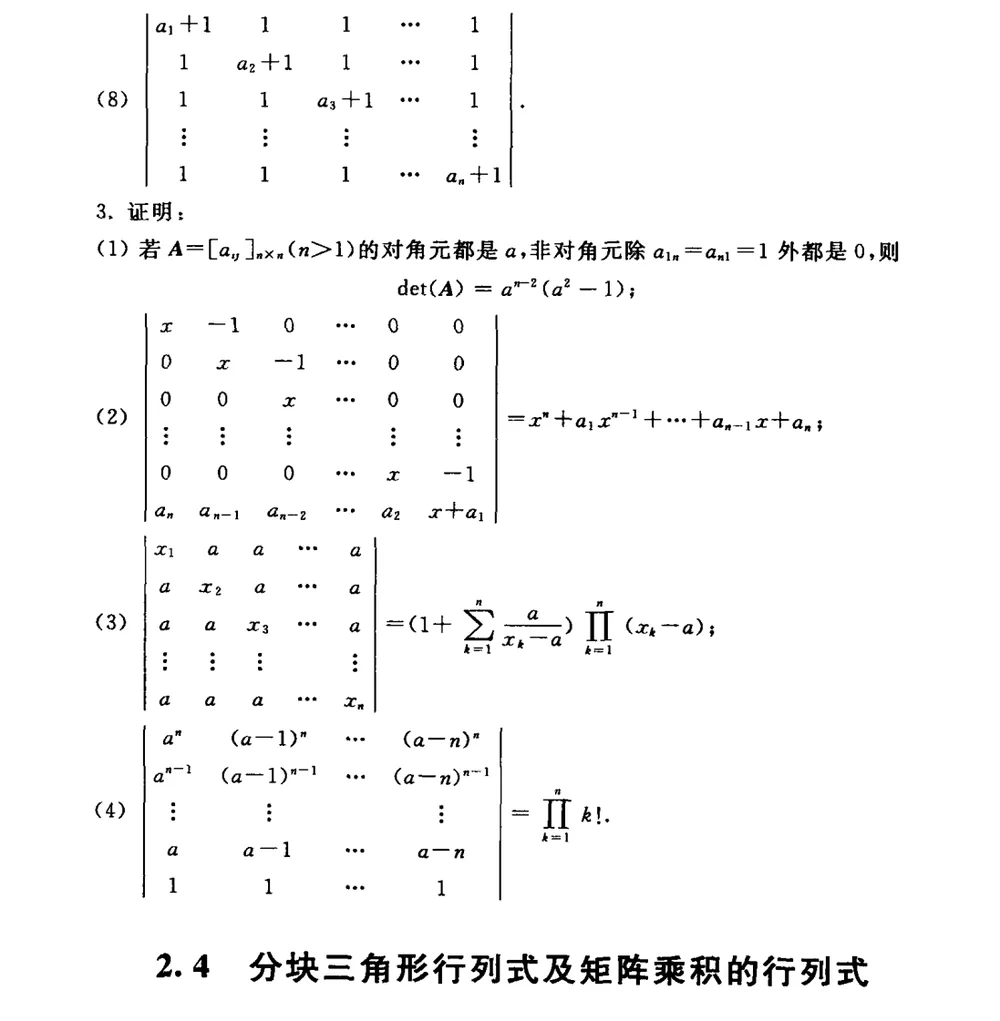 (8)
a₁+1 1 1 ⋯ 1
1 a₂+1 1 ⋯ 1
1 1 a₃+1 ⋯ 1
⋮ ⋮ ⋮ ⋮
1 1 1 ⋯ aₙ+1
.
3. 证明:
(1) 若 A=[aᵢⱼ]ₙ×ₙ(n>1)的对角元都是 a,非对角元除 a₁ₙ=aₙ₁=1 外都是 0,则
det(A) = aⁿ⁻²(a² − 1);
(2)
x −1 0 ⋯ 0 0
0 x −1 ⋯ 0 0
0 0 x ⋯ 0 0
⋮ ⋮ ⋮ ⋮ ⋮
0 0 0 ⋯ x −1
aₙ aₙ₋₁ aₙ₋₂ ⋯ a₂ x+a₁
=xⁿ+a₁xⁿ⁻¹+⋯+aₙ₋₁x+aₙ;
(3)
x₁ a a ⋯ a
a x₂ a ⋯ a
a a x₃ ⋯ a
⋮ ⋮ ⋮ ⋮
a a a ⋯ xₙ
=(1+ ∑ₖ₌₁ⁿ a/(xₖ−a)) ∏ₖ₌₁ⁿ (xₖ−a);
(4)
aⁿ (a−1)ⁿ ⋯ (a−n)ⁿ
aⁿ⁻¹ (a−1)ⁿ⁻¹ ⋯ (a−n)ⁿ⁻¹
⋮ ⋮ ⋮
a a−1 ⋯ a−n
1 1 ⋯ 1
= ∏ₖ₌₁ⁿ k!.
2.4 分块三角形行列式及矩阵乘积的行列式